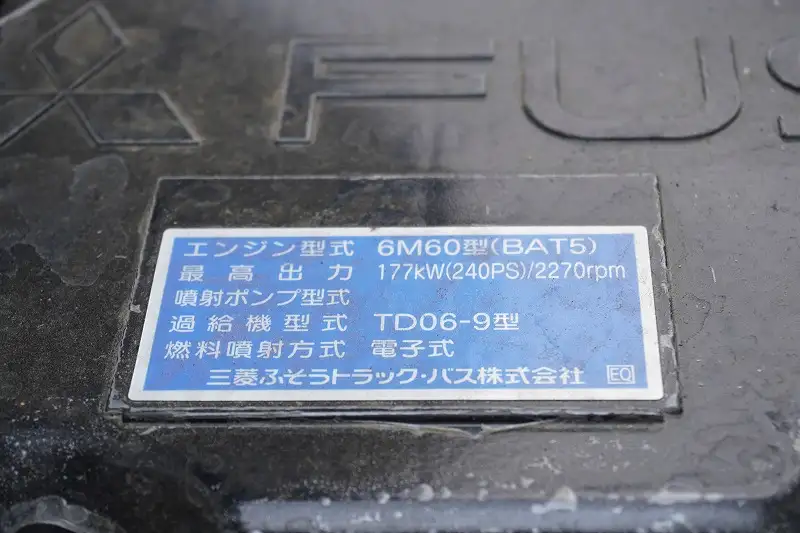 FUS
エンジン型式 6M60型(BAT5)
最高出力 177kW(240PS)/2270rpm
噴射ポンプ型式
過給機型式 TD06-9型
燃料噴射方式 電子式
三菱ふそうトラック・バス株式会社 EQ